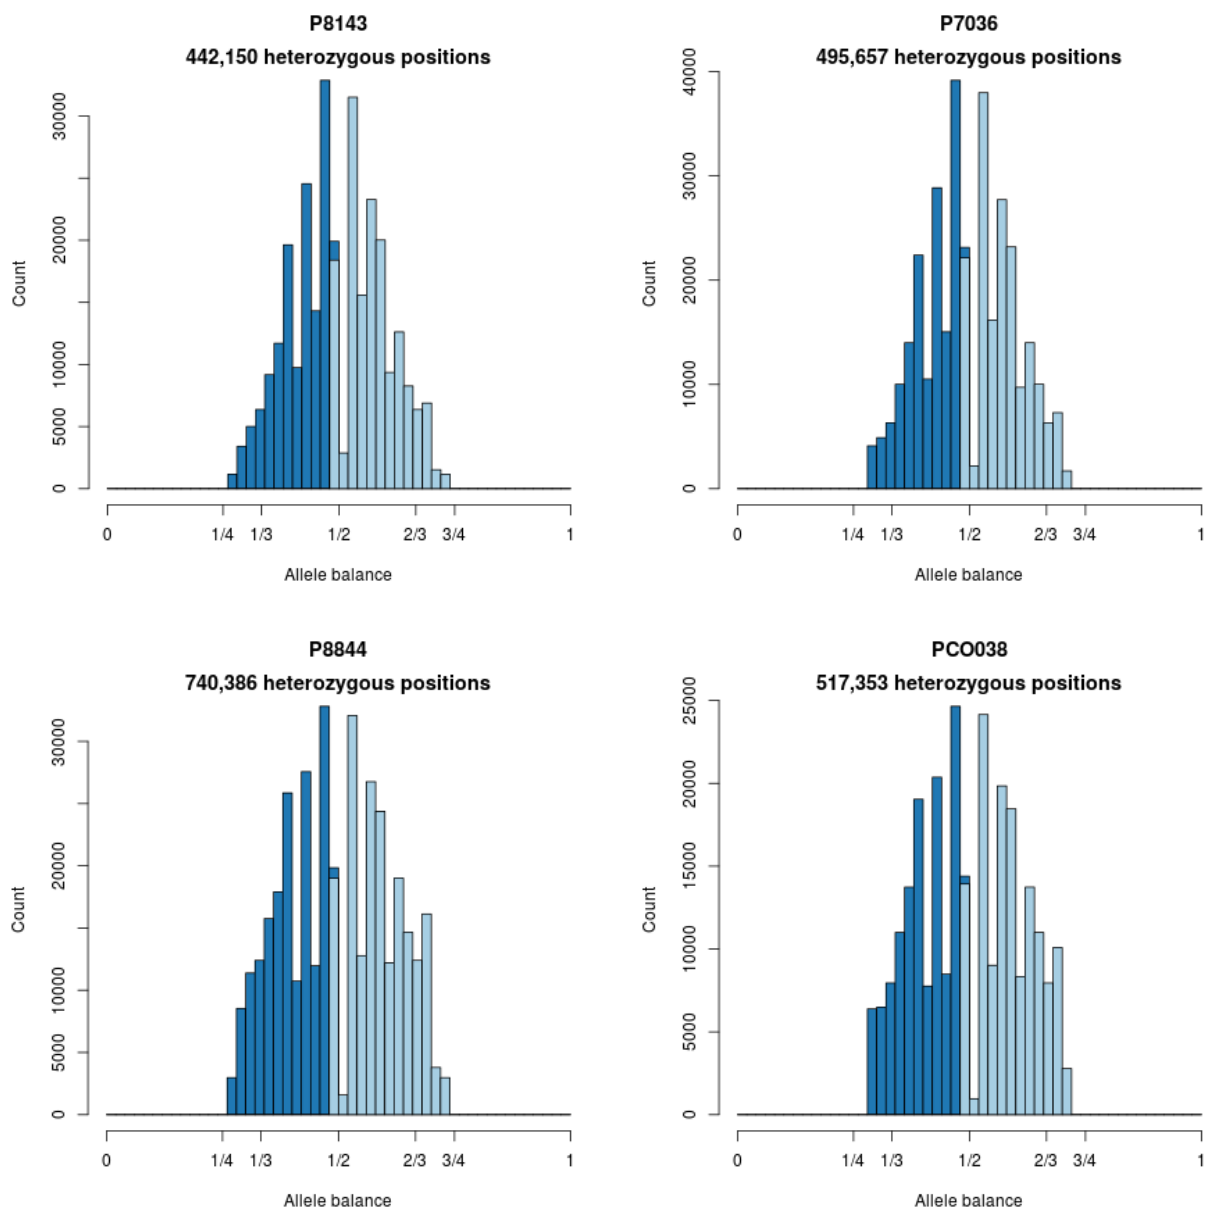 P8143
442,150 heterozygous positions
Count
0
5000
10000
20000
30000
0 1/4 1/3 1/2 2/3 3/4 1
Allele balance
P7036
495,657 heterozygous positions
Count
0
10000
20000
30000
40000
0 1/4 1/3 1/2 2/3 3/4 1
Allele balance
P8844
740,386 heterozygous positions
Count
0
5000
10000
20000
30000
0 1/4 1/3 1/2 2/3 3/4 1
Allele balance
PCO038
517,353 heterozygous positions
Count
0
5000
10000
15000
20000
25000
0 1/4 1/3 1/2 2/3 3/4 1
Allele balance